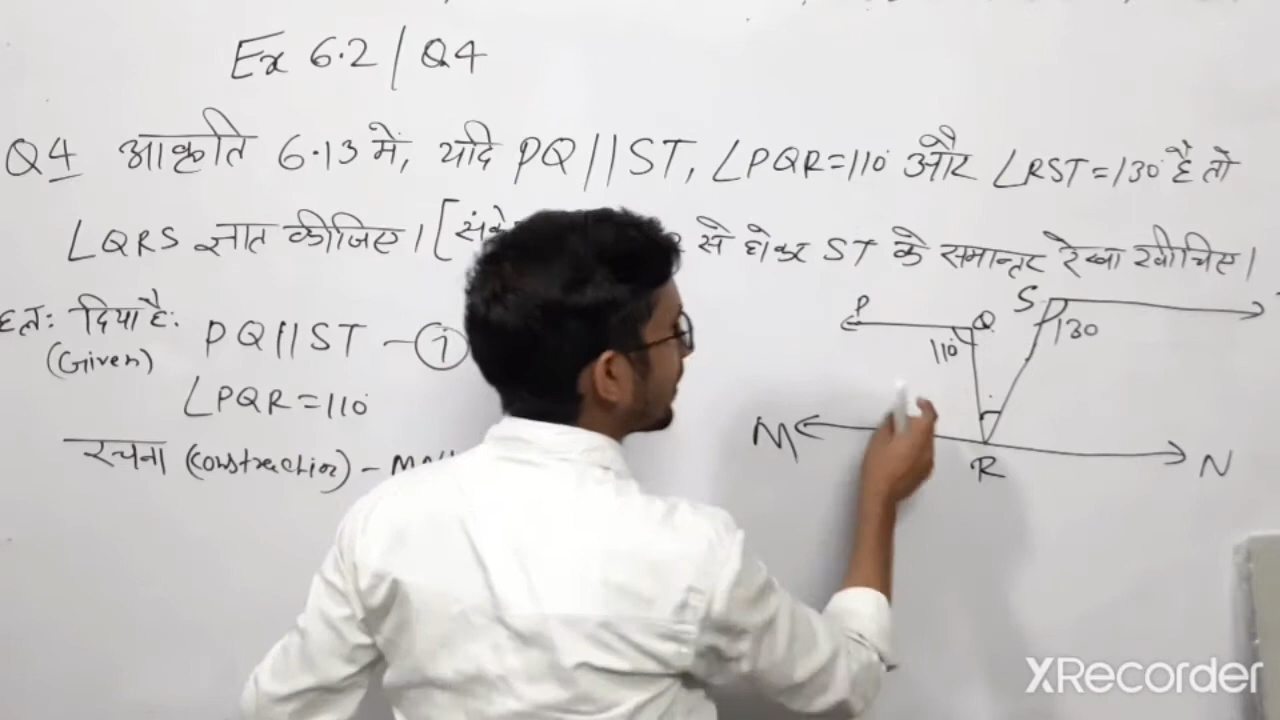 Ex 6.2 / Q4
Q4 आकृति 6.13 में, यदि PQ||ST, ∠PQR=110° और ∠RST=130° है तो
∠QRS ज्ञात कीजिए। [ से होकर ST के समान्तर रेखा खीचिए।
हल: दिया है:
(Given)
PQ||ST - ①
∠PQR=110°
रचना (construction) -
P
Q
S
110°
130
M
R
N
XRecorder